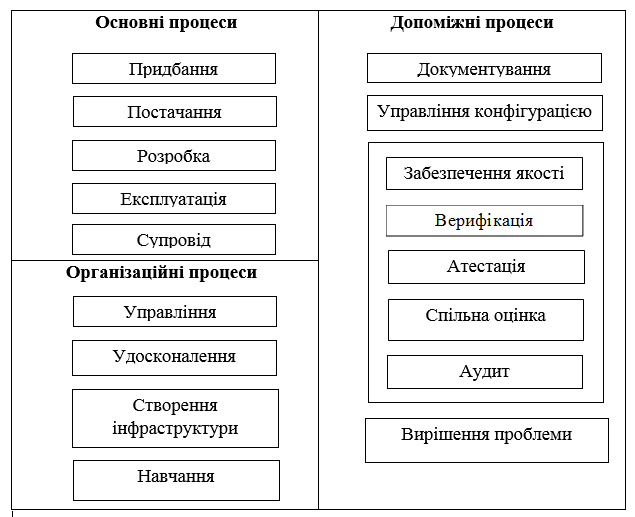 Основні процеси
Придбання
Постачання
Розробка
Експлуатація
Супровід
Організаційні процеси
Управління
Удосконалення
Створення
інфраструктури
Навчання
Допоміжні процеси
Документування
Управління конфігурацією
Забезпечення якості
Верифікація
Атестація
Спільна оцінка
Аудит
Вирішення проблеми